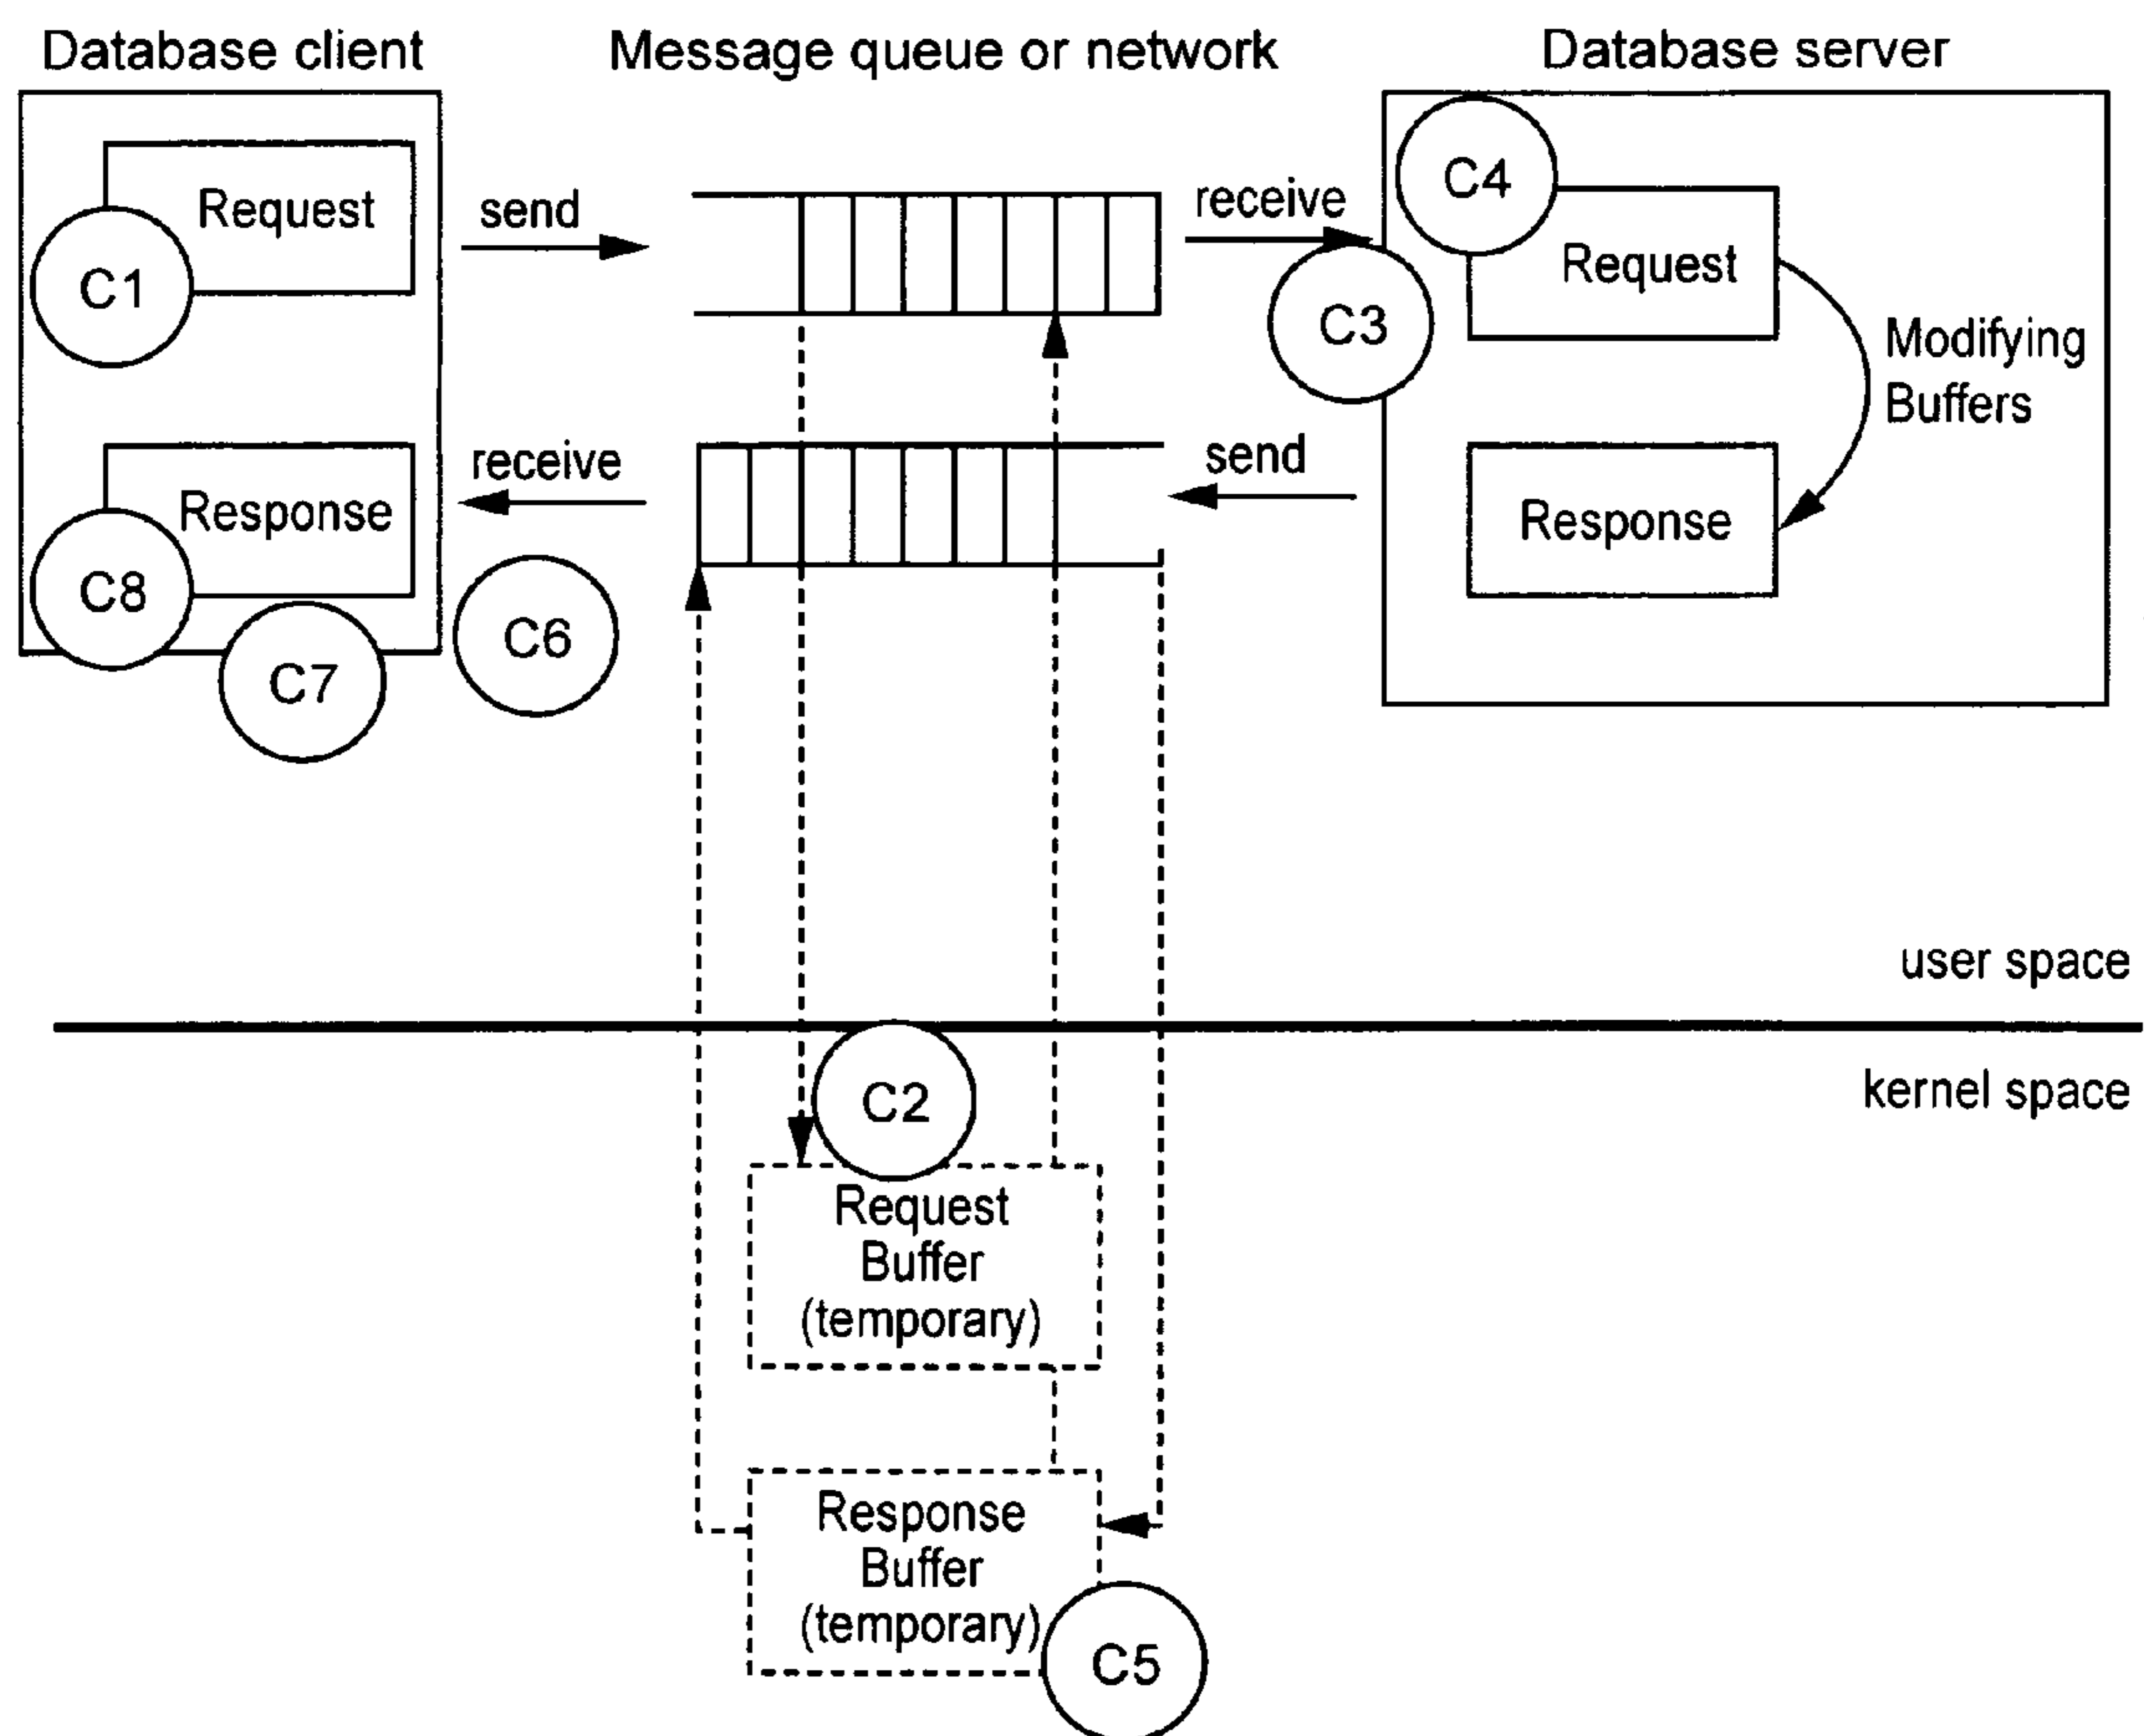 Database client
Message queue or network
Database server
Request
C1
send
receive
C4
Request
C3
Modifying
Buffers
Response
receive
send
Response
C8
C6
C7
user space
kernel space
C2
Request
Buffer
(temporary)
Response
Buffer
(temporary)
C5